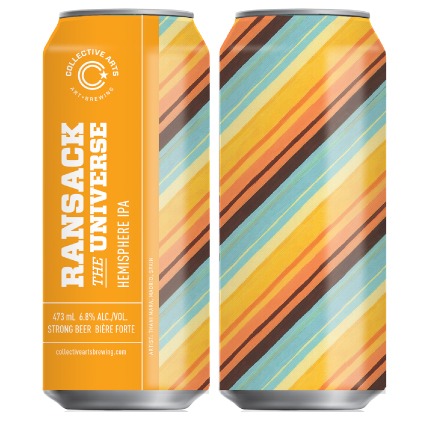 COLLECTIVE ARTS
ART • BREWING
RANSACK
THE UNIVERSE
HEMISPHERE IPA
473 mL 6.8% ALC./VOL.
STRONG BEER BIÈRE FORTE
collectiveartsbrewing.com